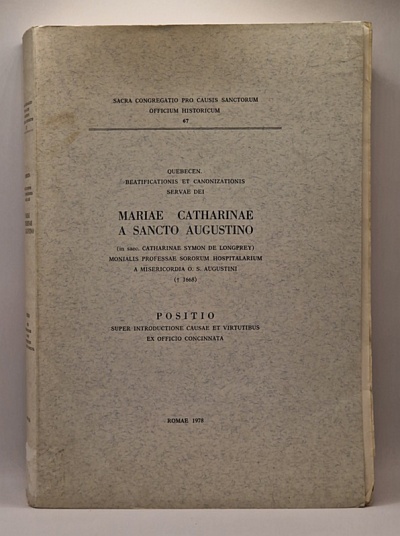 SACRA CONGREGATIO PRO CAUSIS SANCTORUM
OFFICIUM HISTORICUM
67
QUEBECEN.
BEATIFICATIONIS ET CANONIZATIONIS
SERVAE DEI
MARIAE CATHARINAE
A SANCTO AUGUSTINO
(in saec. CATHARINAE SYMON DE LONGPREY)
MONIALIS PROFESSAE SORORUM HOSPITALARIUM
A MISERICORDIA O. S. AUGUSTINI
(† 1668)
POSITIO
SUPER INTRODUCTIONE CAUSAE ET VIRTUTIBUS
EX OFFICIO CONCINNATA
ROMAE 1978